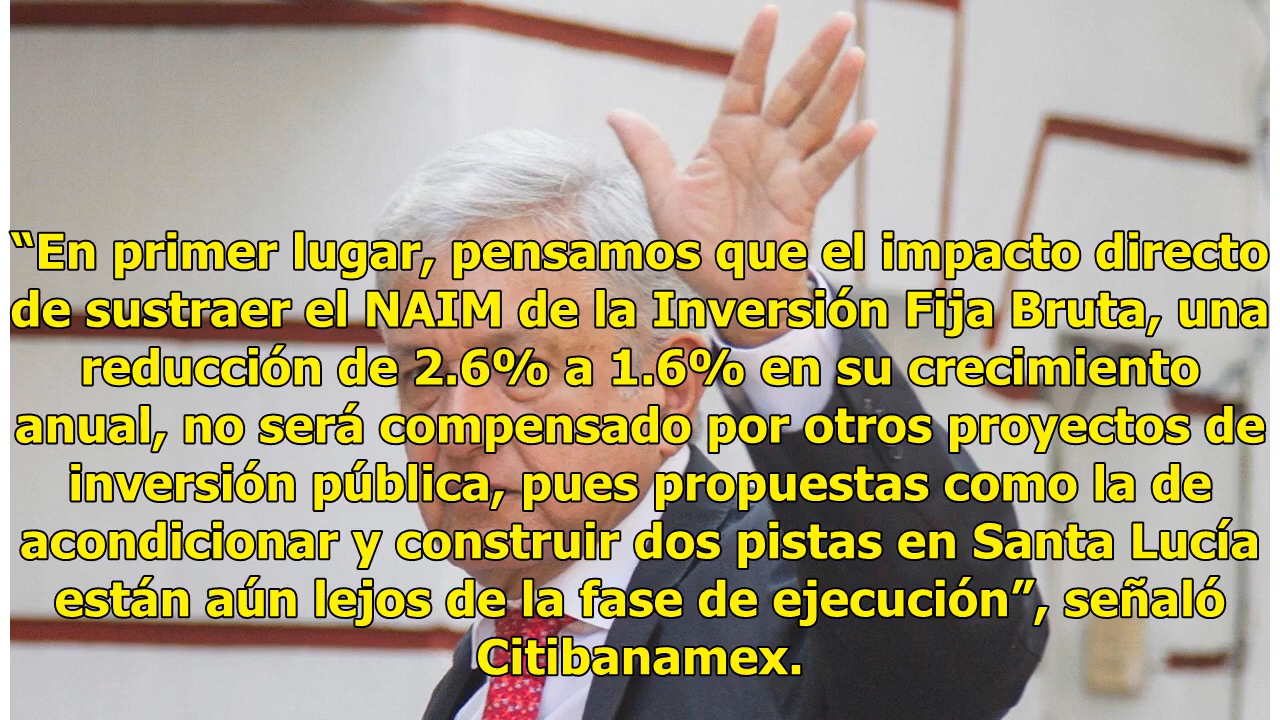 “En primer lugar, pensamos que el impacto directo
de sustraer el NAIM de la Inversión Fija Bruta, una
reducción de 2.6% a 1.6% en su crecimiento
anual, no será compensado por otros proyectos de
inversión pública, pues propuestas como la de
acondicionar y construir dos pistas en Santa Lucía
están aún lejos de la fase de ejecución”, señaló
Citibanamex.